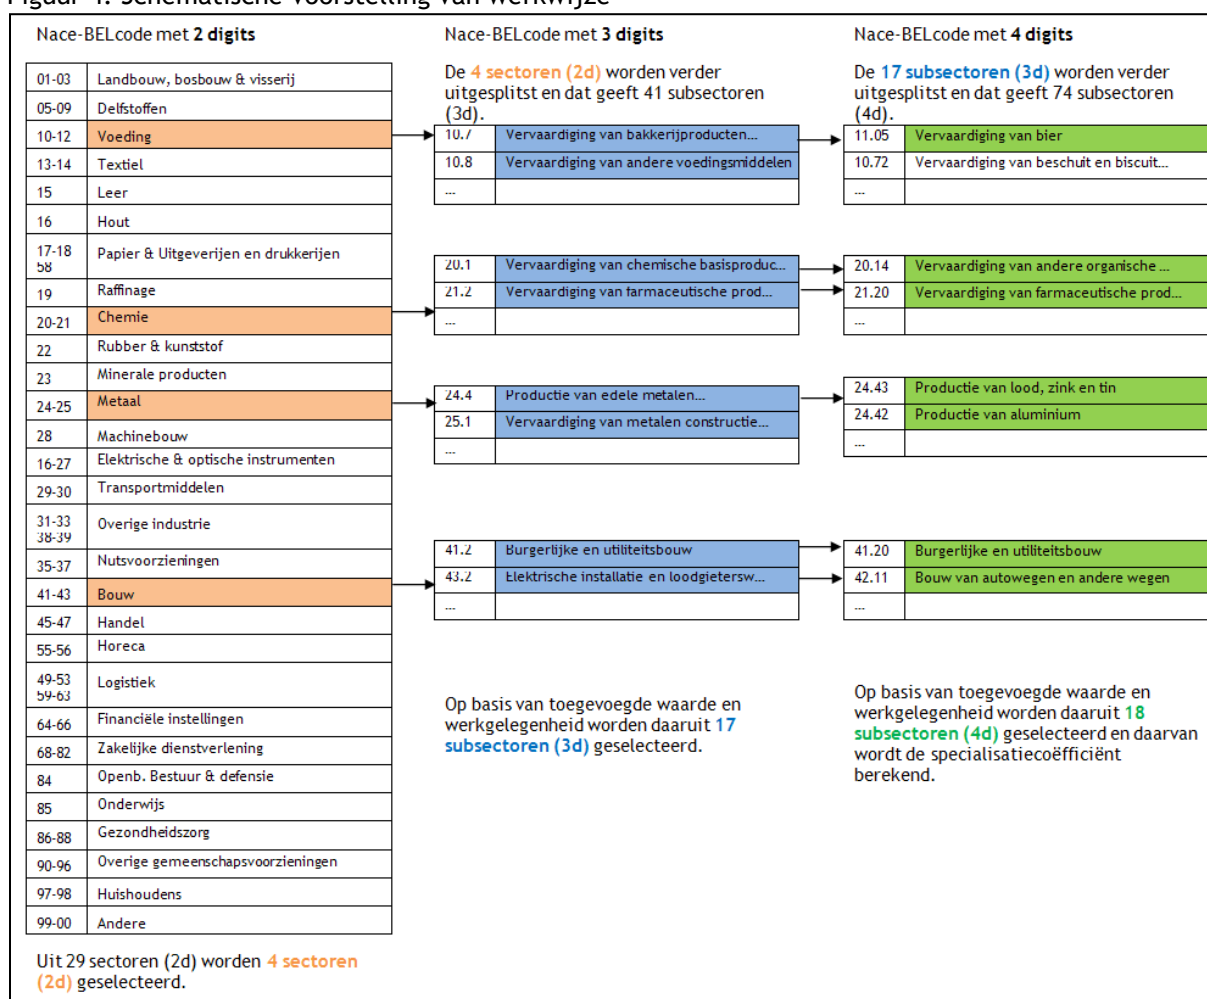 Figuur 4: Schematische voorstelling van werkwijze
Nace-BELcode met 2 digits
01-03 Landbouw, bosbouw & visserij
05-09 Delfstoffen
10-12 Voeding
13-14 Textiel
15 Leer
16 Hout
17-18 Papier & Uitgeverijen en drukkerijen
58
19 Raffinage
20-21 Chemie
22 Rubber & kunststof
23 Minerale producten
24-25 Metaal
28 Machinebouw
16-27 Elektrische & optische instrumenten
29-30 Transportmiddelen
31-33 Overige industrie
38-39
35-37 Nutsvoorzieningen
41-43 Bouw
45-47 Handel
55-56 Horeca
49-53 Logistiek
59-63
64-66 Financiële instellingen
68-82 Zakelijke dienstverlening
84 Openb. Bestuur & defensie
85 Onderwijs
86-88 Gezondheidszorg
90-96 Overige gemeenschapsvoorzieningen
97-98 Huishoudens
99-00 Andere
Uit 29 sectoren (2d) worden 4 sectoren
(2d) geselecteerd.
Nace-BELcode met 3 digits
De 4 sectoren (2d) worden verder
uitgesplitst en dat geeft 41 subsectoren
(3d).
10.7 Vervaardiging van bakkerijproducten...
10.8 Vervaardiging van andere voedingsmiddelen
...
20.1 Vervaardiging van chemische basisproduc...
21.2 Vervaardiging van farmaceutische prod...
...
24.4 Productie van edele metalen...
25.1 Vervaardiging van metalen constructie...
...
41.2 Burgerlijke en utiliteitsbouw
43.2 Elektrische installatie en loodgietersw...
...
Op basis van toegevoegde waarde en
werkgelegenheid worden daaruit 17
subsectoren (3d) geselecteerd.
Nace-BELcode met 4 digits
De 17 subsectoren (3d) worden verder
uitgesplitst en dat geeft 74 subsectoren
(4d).
11.05 Vervaardiging van bier
10.72 Vervaardiging van beschuit en biscuit...
...
20.14 Vervaardiging van andere organische ...
21.20 Vervaardiging van farmaceutische prod...
...
24.43 Productie van lood, zink en tin
24.42 Productie van aluminium
...
41.20 Burgerlijke en utiliteitsbouw
42.11 Bouw van autowegen en andere wegen
...
Op basis van toegevoegde waarde en
werkgelegenheid worden daaruit 18
subsectoren (4d) geselecteerd en daarvan
wordt de specialisatiecoëfficiënt
berekend.